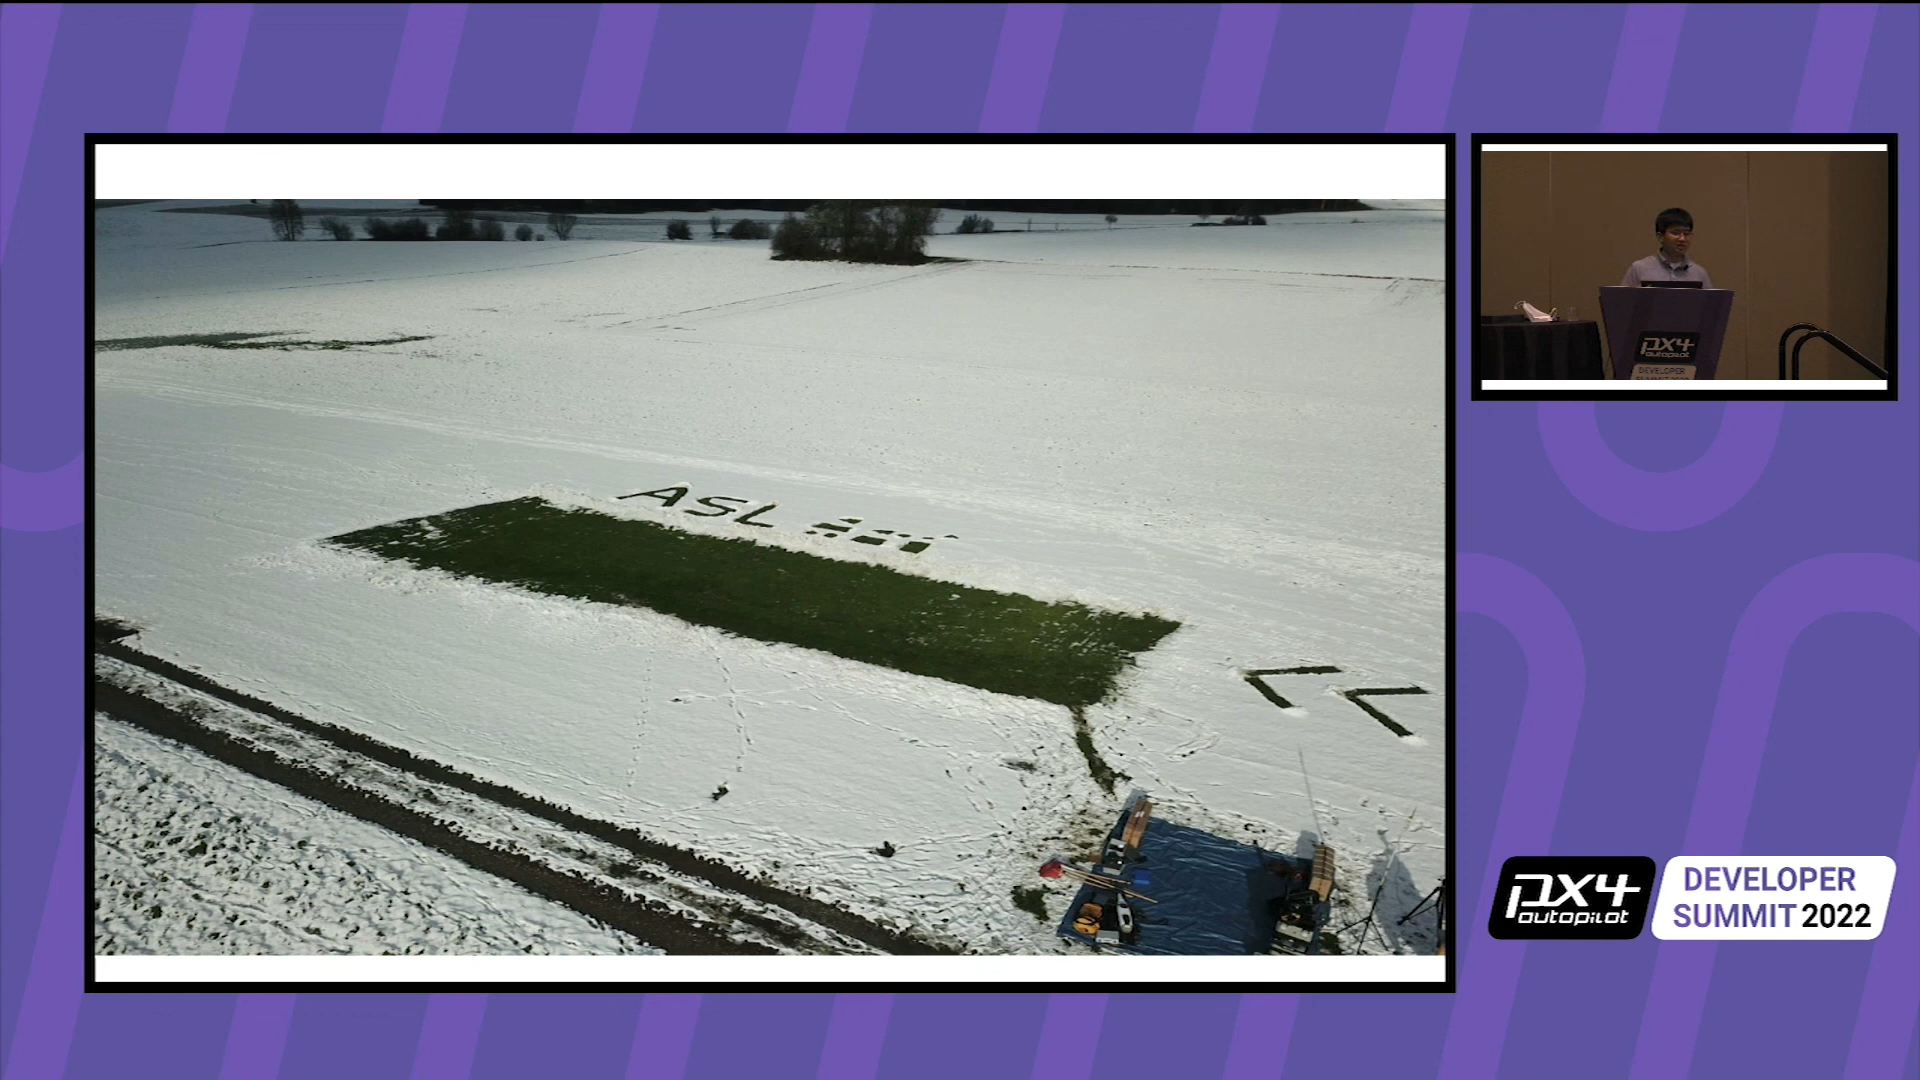 ASL
px4
autopilot
DEVELOPER
px4
autopilot
DEVELOPER
SUMMIT 2022